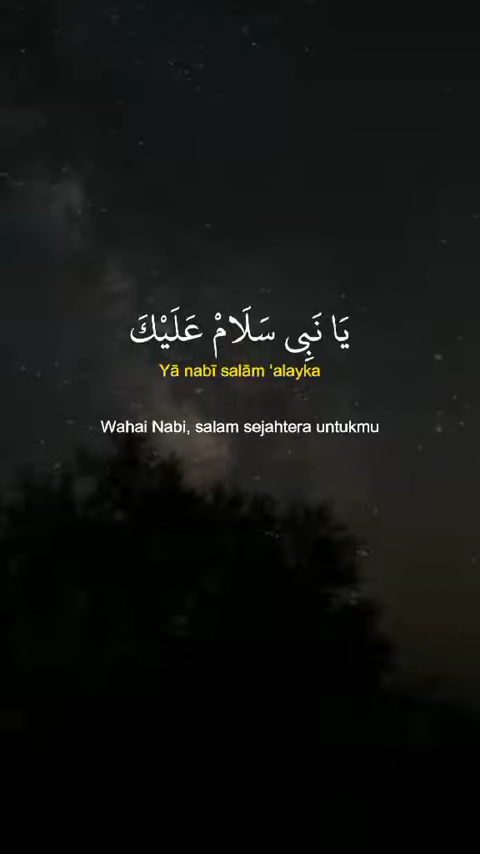 يَا نَبِى سَلَامْ عَلَيْكَ
Yā nabī salām ‘alayka
Wahai Nabi, salam sejahtera untukmu